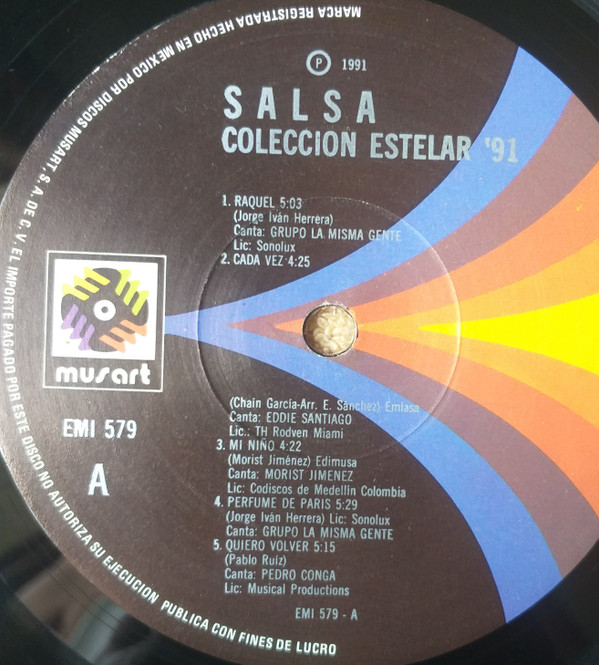 MARCA REGISTRADA HECHO EN MEXICO POR DISCOS MUSART, S. A. DE C. V. EL IMPORTE PAGADO POR ESTE DISCO NO AUTORIZA SU EJECUCION PUBLICA CON FINES DE LUCRO
Ⓟ 1991
SALSA
COLECCION ESTELAR '91
1. RAQUEL 5:03
(Jorge Iván Herrera)
Canta: GRUPO LA MISMA GENTE
Lic: Sonolux
2. CADA VEZ 4:25
musart
EMI 579
A
(Chain García-Arr. E. Sánchez) Emlasa
Canta: EDDIE SANTIAGO
Lic.: TH Rodven Miami
3. MI NIÑO 4:22
(Morist Jiménez) Edimusa
Canta: MORIST JIMENEZ
Lic: Codiscos de Medellín Colombia
4. PERFUME DE PARIS 5:29
(Jorge Iván Herrera) Lic: Sonolux
Canta: GRUPO LA MISMA GENTE
5. QUIERO VOLVER 5:15
(Pablo Ruíz)
Canta: PEDRO CONGA
Lic: Musical Productions
EMI 579 - A